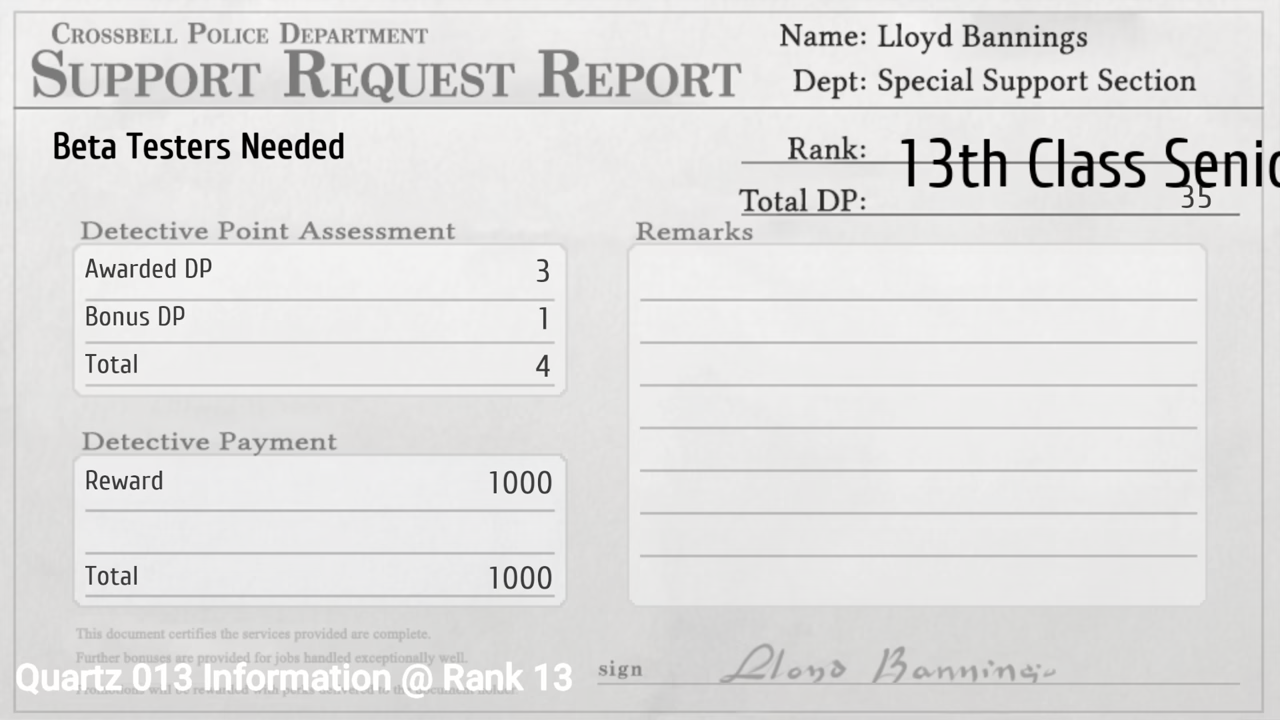 Crossbell Police Department
Support Request Report
Name: Lloyd Bannings
Dept: Special Support Section
Beta Testers Needed
Rank: 13th Class Senio
Total DP: 35
Detective Point Assessment
Awarded DP 3
Bonus DP 1
Total 4
Remarks
Detective Payment
Reward 1000
Total 1000
This document certifies the services provided are complete.
Further bonuses are provided for jobs handled exceptionally well.
Quartz 013 Information @ Rank 13
sign Lloyd Bannings